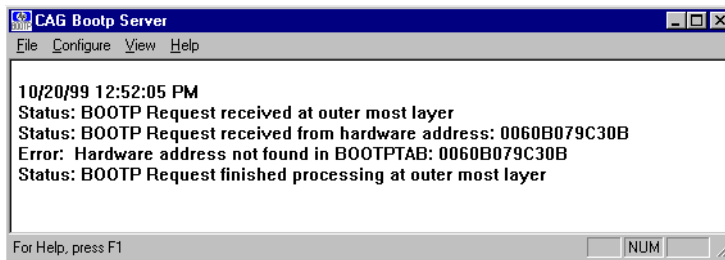 CAG Bootp Server
File Configure View Help
10/20/99 12:52:05 PM
Status: BOOTP Request received at outer most layer
Status: BOOTP Request received from hardware address: 0060B079C30B
Error: Hardware address not found in BOOTPTAB: 0060B079C30B
Status: BOOTP Request finished processing at outer most layer
For Help, press F1 NUM